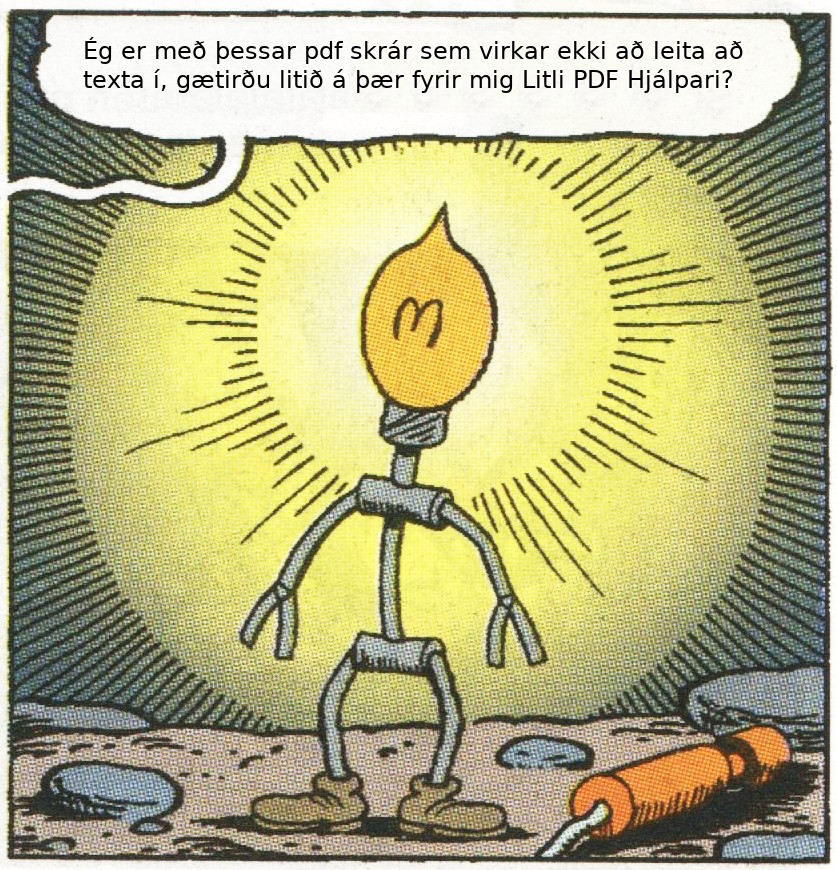 Ég er með þessar pdf skrár sem virkar ekki að leita að
texta í, gætirðu litið á þær fyrir mig Litli PDF Hjálpari?